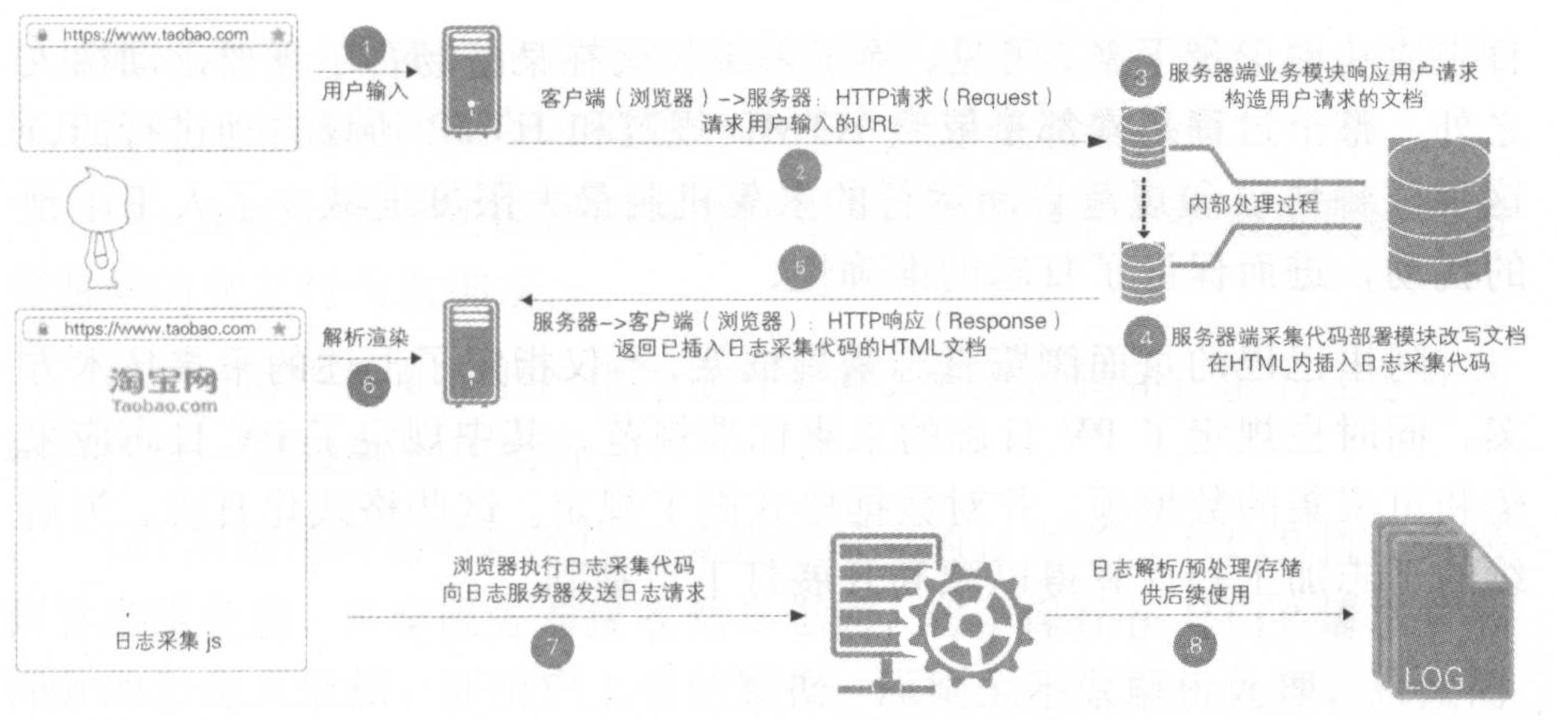 https://www.taobao.com
1
用户输入
客户端（浏览器）->服务器：HTTP请求（Request）
请求用户输入的URL
2
3
服务器端业务模块响应用户请求
构造用户请求的文档
内部处理过程
4
服务器端采集代码部署模块改写文档
在HTML内插入日志采集代码
5
服务器->客户端（浏览器）：HTTP响应（Response）
返回已插入日志采集代码的HTML文档
解析渲染
6
https://www.taobao.com
淘宝网
Taobao.com
日志采集 js
浏览器执行日志采集代码
向日志服务器发送日志请求
7
日志解析/预处理/存储
供后续使用
8
LOG